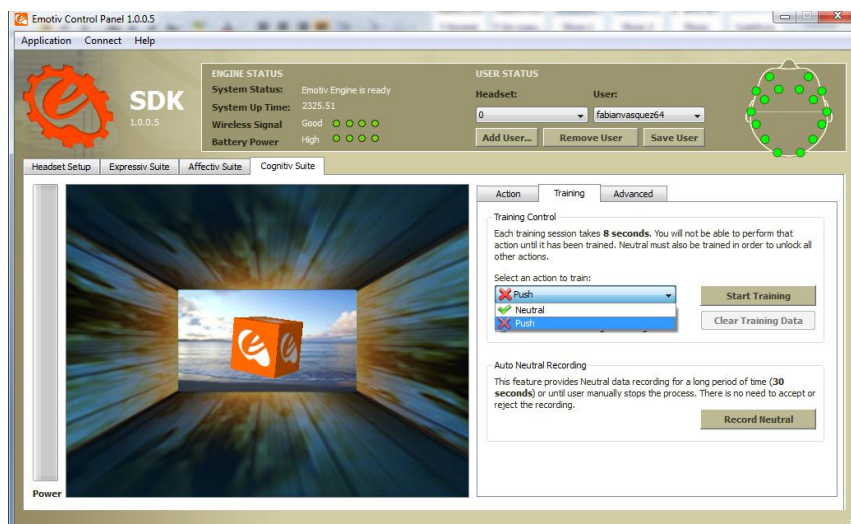 Emotiv Control Panel 1.0.0.5
Application Connect Help
SDK
1.0.0.5
ENGINE STATUS
System Status: Emotiv Engine is ready
System Up Time: 2325.51
Wireless Signal Good
Battery Power High
USER STATUS
Headset: User:
0 fabianvasquez64
Add User... Remove User Save User
Headset Setup Expressiv Suite Affectiv Suite Cognitiv Suite
Power
Action Training Advanced
Training Control
Each training session takes 8 seconds. You will not be able to perform that
action until it has been trained. Neutral must also be trained in order to unlock all
other actions.
Select an action to train:
Push Start Training
Neutral
Push Clear Training Data
Auto Neutral Recording
This feature provides Neutral data recording for a long period of time (30
seconds) or until user manually stops the process. There is no need to accept or
reject the recording.
Record Neutral